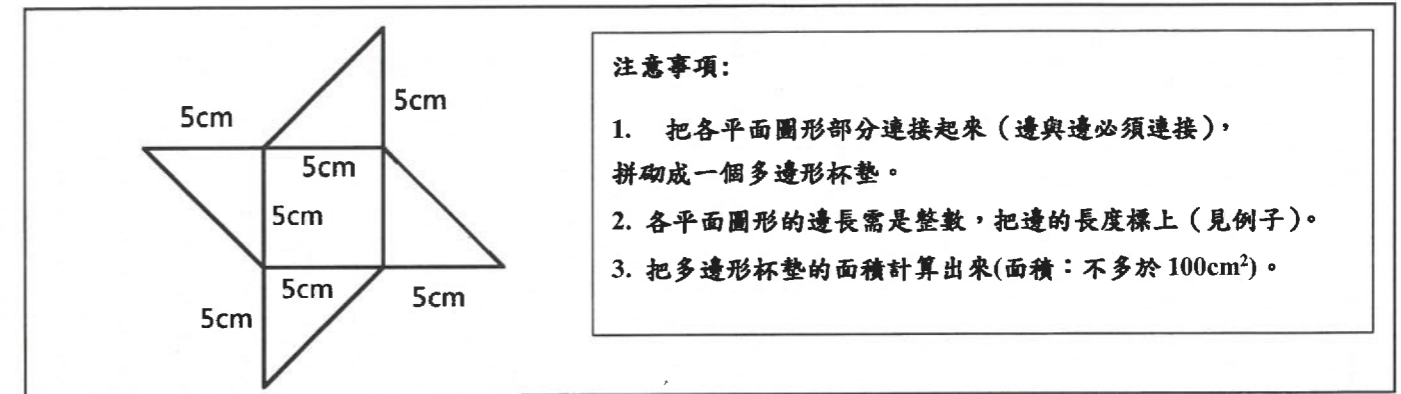 5cm
5cm
5cm
5cm
5cm
5cm
5cm
注意事項:
1. 把各平面圖形部分連接起來（邊與邊必須連接），
拼砌成一個多邊形杯墊。
2. 各平面圖形的邊長需是整數，把邊的長度標上（見例子）。
3. 把多邊形杯墊的面積計算出來(面積：不多於 100cm²)。